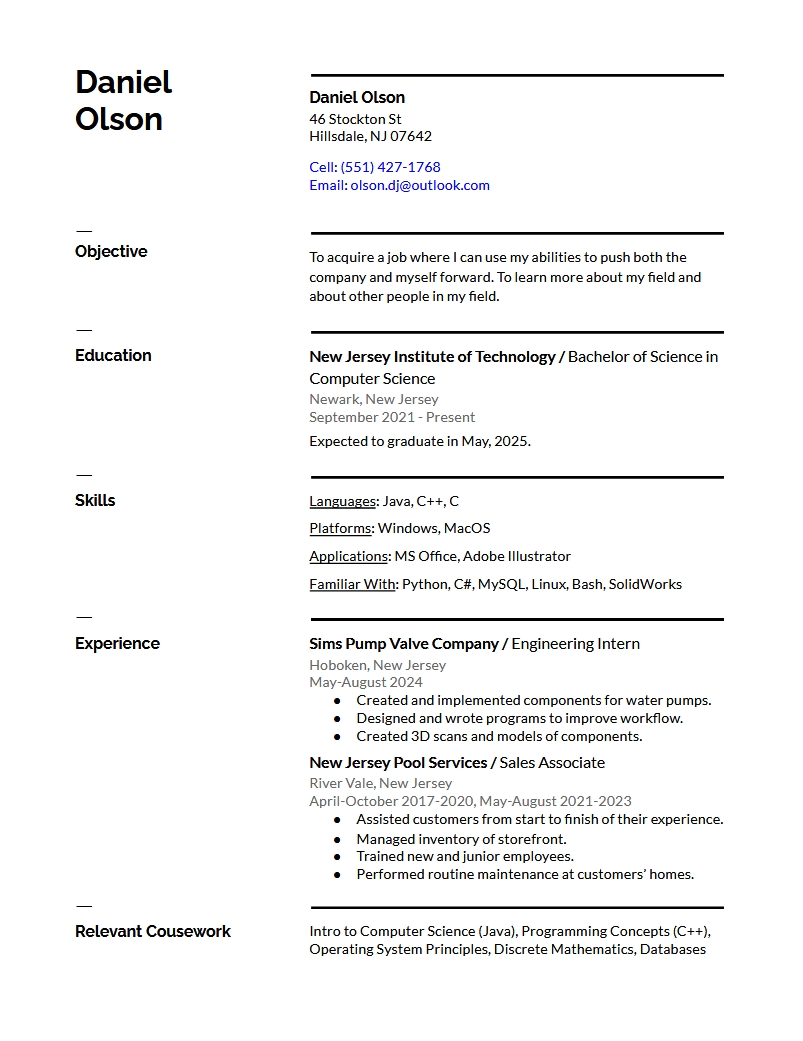 Daniel
Olson
Daniel Olson
46 Stockton St
Hillsdale, NJ 07642
Cell: (551) 427-1768
Email: olson.dj@outlook.com
Objective
To acquire a job where I can use my abilities to push both the
company and myself forward. To learn more about my field and
about other people in my field.
Education
New Jersey Institute of Technology / Bachelor of Science in
Computer Science
Newark, New Jersey
September 2021 - Present
Expected to graduate in May, 2025.
Skills
Languages: Java, C++, C
Platforms: Windows, MacOS
Applications: MS Office, Adobe Illustrator
Familiar With: Python, C#, MySQL, Linux, Bash, SolidWorks
Experience
Sims Pump Valve Company / Engineering Intern
Hoboken, New Jersey
May-August 2024
● Created and implemented components for water pumps.
● Designed and wrote programs to improve workflow.
● Created 3D scans and models of components.
New Jersey Pool Services / Sales Associate
River Vale, New Jersey
April-October 2017-2020, May-August 2021-2023
● Assisted customers from start to finish of their experience.
● Managed inventory of storefront.
● Trained new and junior employees.
● Performed routine maintenance at customers’ homes.
Relevant Cousework
Intro to Computer Science (Java), Programming Concepts (C++),
Operating System Principles, Discrete Mathematics, Databases